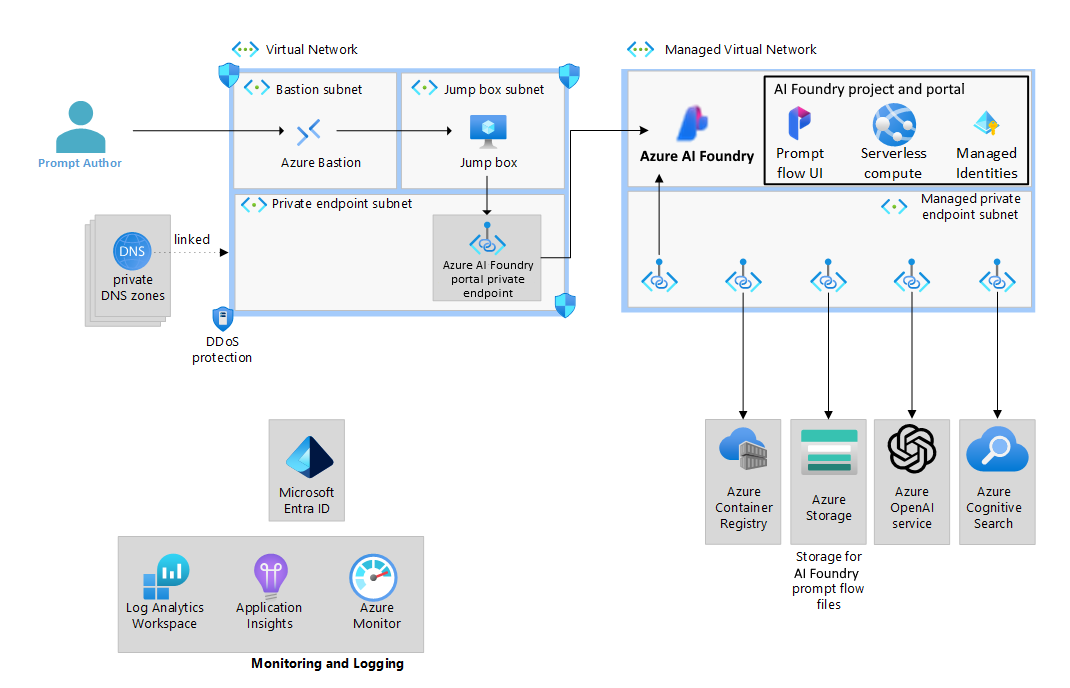 Virtual Network
Managed Virtual Network
Bastion subnet
Jump box subnet
AI Foundry project and portal
Prompt Author
Azure Bastion
Jump box
Azure AI Foundry
Prompt
flow UI
Serverless
compute
Managed
Identities
Private endpoint subnet
Managed private
endpoint subnet
linked
DNS
private
DNS zones
Azure AI Foundry
portal private
endpoint
DDoS
protection
Microsoft
Entra ID
Azure
Container
Registry
Azure
Storage
Azure
OpenAI
service
Azure
Cognitive
Search
Storage for
AI Foundry
prompt flow
files
Log Analytics
Workspace
Application
Insights
Azure
Monitor
Monitoring and Logging